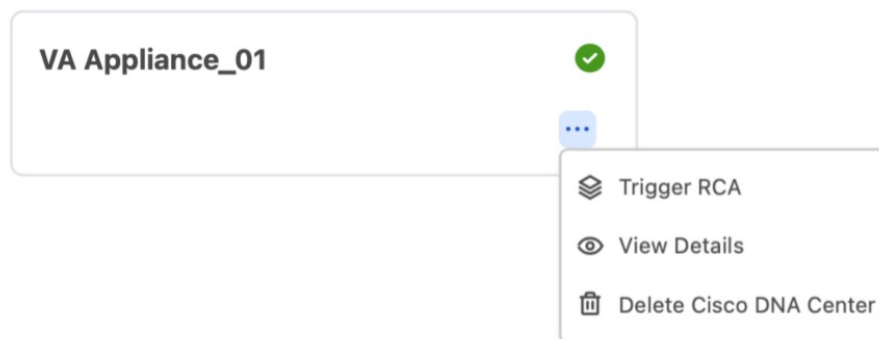 VA Appliance_01
Trigger RCA
View Details
Delete Cisco DNA Center